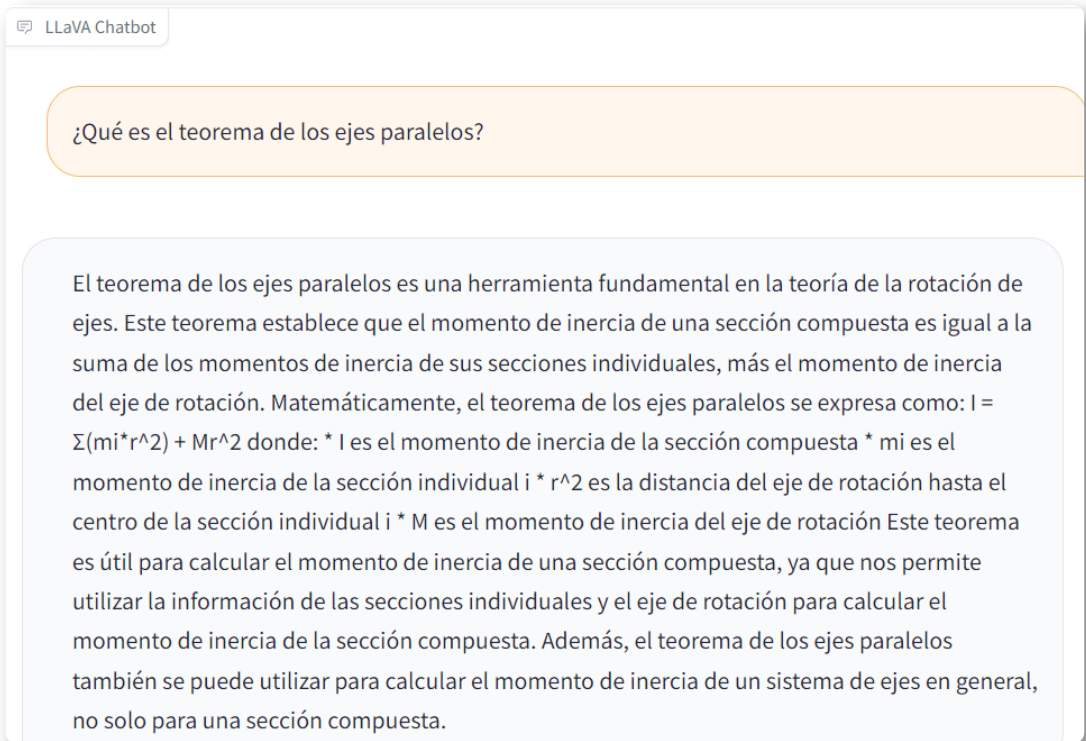 LLaVA Chatbot
¿Qué es el teorema de los ejes paralelos?
El teorema de los ejes paralelos es una herramienta fundamental en la teoría de la rotación de
ejes. Este teorema establece que el momento de inercia de una sección compuesta es igual a la
suma de los momentos de inercia de sus secciones individuales, más el momento de inercia
del eje de rotación. Matemáticamente, el teorema de los ejes paralelos se expresa como: I =
Σ(mi*r^2) + Mr^2 donde: * I es el momento de inercia de la sección compuesta * mi es el
momento de inercia de la sección individual i * r^2 es la distancia del eje de rotación hasta el
centro de la sección individual i * M es el momento de inercia del eje de rotación Este teorema
es útil para calcular el momento de inercia de una sección compuesta, ya que nos permite
utilizar la información de las secciones individuales y el eje de rotación para calcular el
momento de inercia de la sección compuesta. Además, el teorema de los ejes paralelos
también se puede utilizar para calcular el momento de inercia de un sistema de ejes en general,
no solo para una sección compuesta.